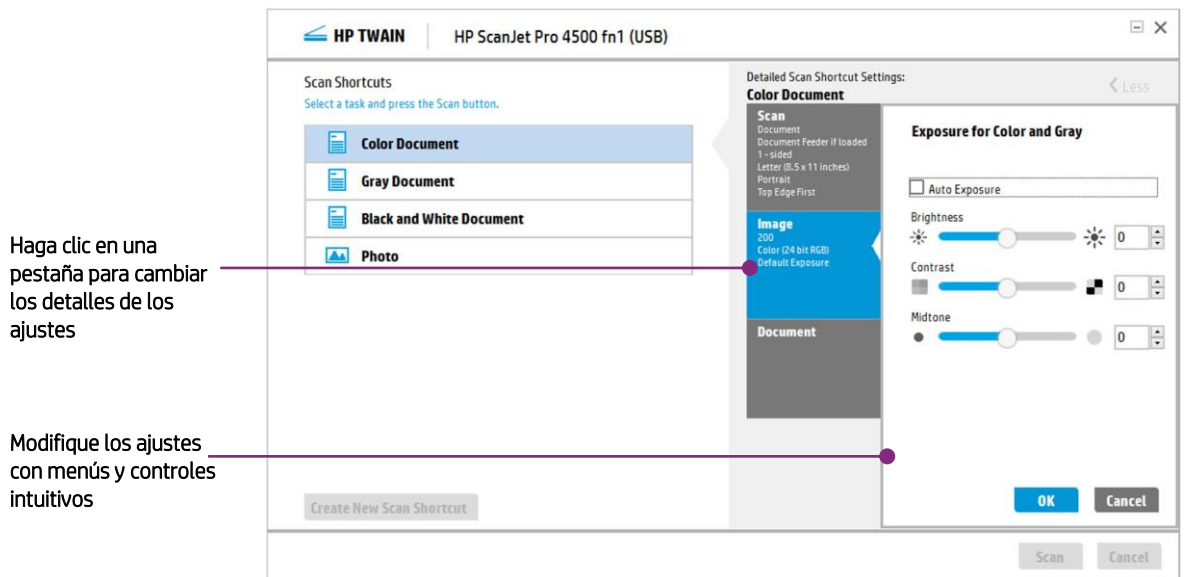 HP TWAIN
HP ScanJet Pro 4500 fn1 (USB)
Scan Shortcuts
Select a task and press the Scan button.
Color Document
Gray Document
Black and White Document
Photo
Create New Scan Shortcut
Haga clic en una
pestaña para cambiar
los detalles de los
ajustes
Modifique los ajustes
con menús y controles
intuitivos
Detailed Scan Shortcut Settings:
Color Document
Less
Scan
Document
Document Feeder if loaded
1 - sided
Letter (8.5 x 11 inches)
Portrait
Top Edge First
Image
200
Color (24 bit RGB)
Default Exposure
Document
Exposure for Color and Gray
Auto Exposure
Brightness
0
Contrast
0
Midtone
0
OK Cancel
Scan Cancel